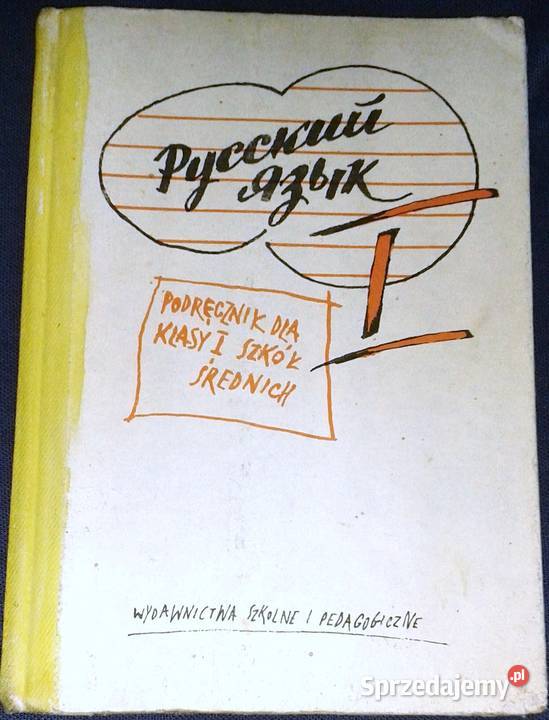 Русский
язык
I
PODRĘCZNIK DLA
KLASY I SZKÓŁ
ŚREDNICH
WYDAWNICTWA SZKOLNE I PEDAGOGICZNE
Sprzedajemy.pl